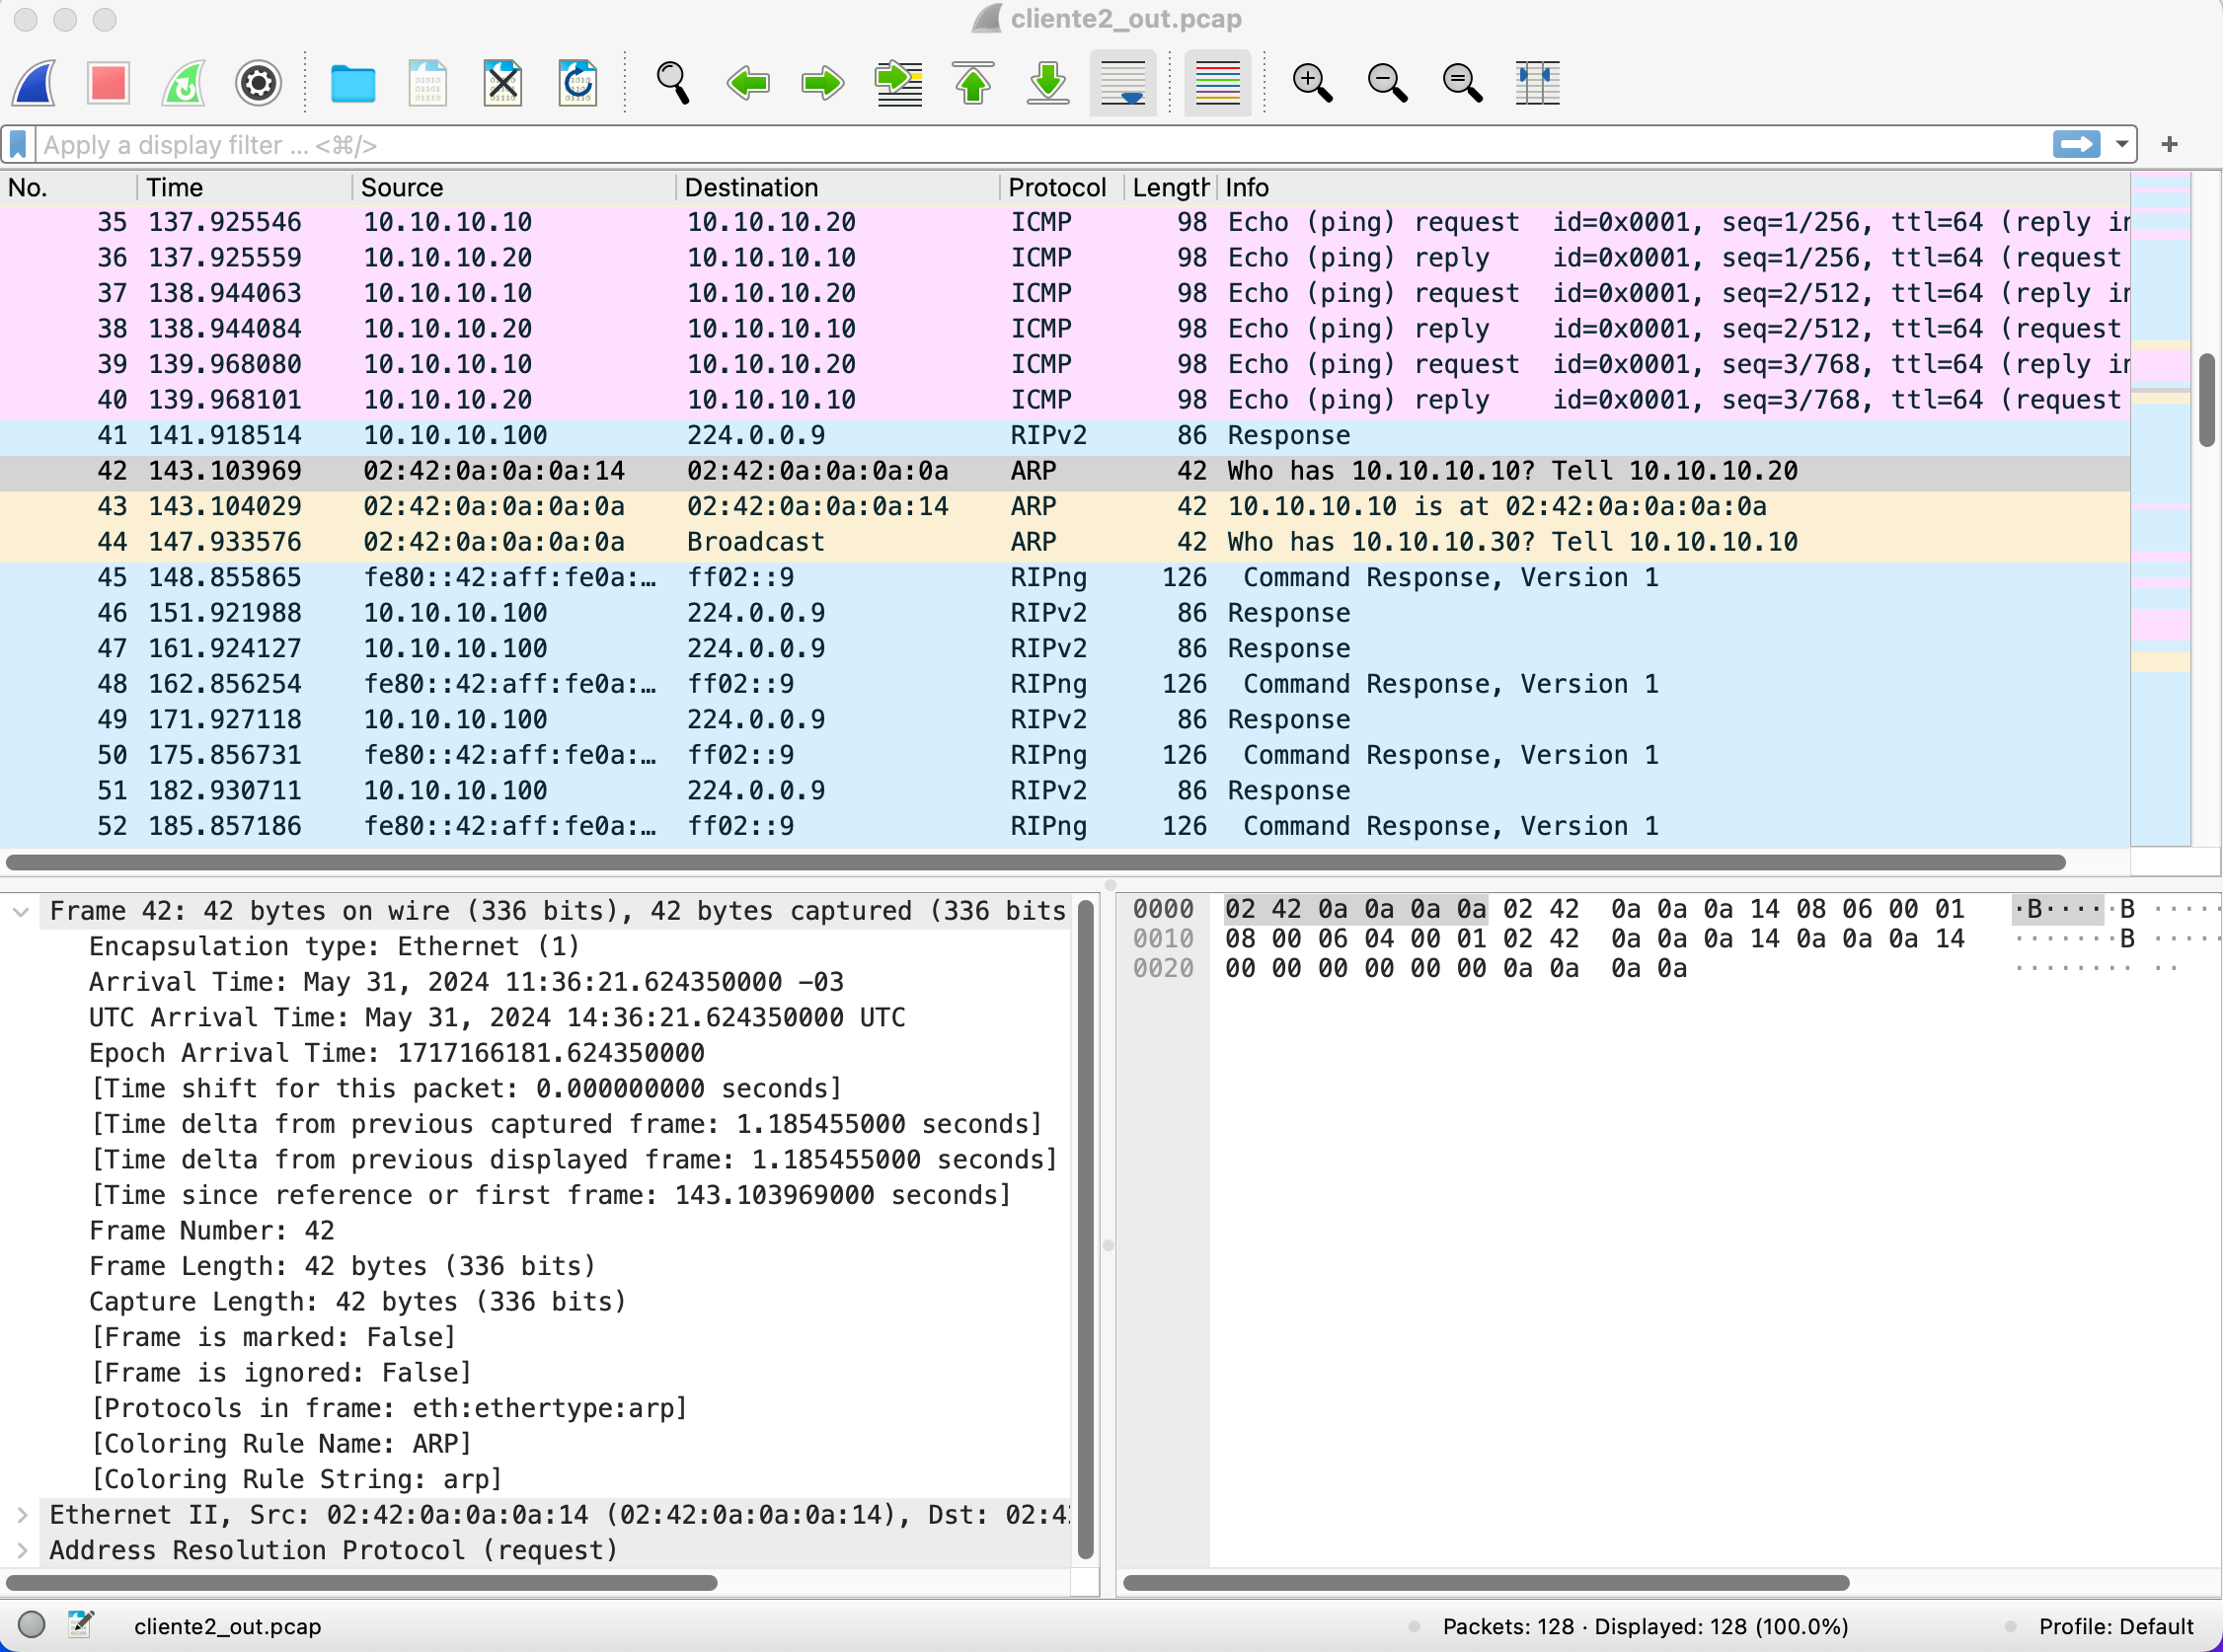 cliente2_out.pcap
Apply a display filter ... <⌘/>
No. Time Source Destination Protocol Length Info
35 137.925546 10.10.10.10 10.10.10.20 ICMP 98 Echo (ping) request id=0x0001, seq=1/256, ttl=64 (reply in
36 137.925559 10.10.10.20 10.10.10.10 ICMP 98 Echo (ping) reply id=0x0001, seq=1/256, ttl=64 (request
37 138.944063 10.10.10.10 10.10.10.20 ICMP 98 Echo (ping) request id=0x0001, seq=2/512, ttl=64 (reply in
38 138.944084 10.10.10.20 10.10.10.10 ICMP 98 Echo (ping) reply id=0x0001, seq=2/512, ttl=64 (request
39 139.968080 10.10.10.10 10.10.10.20 ICMP 98 Echo (ping) request id=0x0001, seq=3/768, ttl=64 (reply in
40 139.968101 10.10.10.20 10.10.10.10 ICMP 98 Echo (ping) reply id=0x0001, seq=3/768, ttl=64 (request
41 141.918514 10.10.10.100 224.0.0.9 RIPv2 86 Response
42 143.103969 02:42:0a:0a:0a:14 02:42:0a:0a:0a:0a ARP 42 Who has 10.10.10.10? Tell 10.10.10.20
43 143.104029 02:42:0a:0a:0a:0a 02:42:0a:0a:0a:14 ARP 42 10.10.10.10 is at 02:42:0a:0a:0a:0a
44 147.933576 02:42:0a:0a:0a:0a Broadcast ARP 42 Who has 10.10.10.30? Tell 10.10.10.10
45 148.855865 fe80::42:aff:fe0a:… ff02::9 RIPng 126 Command Response, Version 1
46 151.921988 10.10.10.100 224.0.0.9 RIPv2 86 Response
47 161.924127 10.10.10.100 224.0.0.9 RIPv2 86 Response
48 162.856254 fe80::42:aff:fe0a:… ff02::9 RIPng 126 Command Response, Version 1
49 171.927118 10.10.10.100 224.0.0.9 RIPv2 86 Response
50 175.856731 fe80::42:aff:fe0a:… ff02::9 RIPng 126 Command Response, Version 1
51 182.930711 10.10.10.100 224.0.0.9 RIPv2 86 Response
52 185.857186 fe80::42:aff:fe0a:… ff02::9 RIPng 126 Command Response, Version 1
Frame 42: 42 bytes on wire (336 bits), 42 bytes captured (336 bits
Encapsulation type: Ethernet (1)
Arrival Time: May 31, 2024 11:36:21.624350000 -03
UTC Arrival Time: May 31, 2024 14:36:21.624350000 UTC
Epoch Arrival Time: 1717166181.624350000
[Time shift for this packet: 0.000000000 seconds]
[Time delta from previous captured frame: 1.185455000 seconds]
[Time delta from previous displayed frame: 1.185455000 seconds]
[Time since reference or first frame: 143.103969000 seconds]
Frame Number: 42
Frame Length: 42 bytes (336 bits)
Capture Length: 42 bytes (336 bits)
[Frame is marked: False]
[Frame is ignored: False]
[Protocols in frame: eth:ethertype:arp]
[Coloring Rule Name: ARP]
[Coloring Rule String: arp]
Ethernet II, Src: 02:42:0a:0a:0a:14 (02:42:0a:0a:0a:14), Dst: 02:42
Address Resolution Protocol (request)
0000 02 42 0a 0a 0a 0a 02 42 0a 0a 0a 14 08 06 00 01 ·B·····B ·····
0010 08 00 06 04 00 01 02 42 0a 0a 0a 14 0a 0a 0a 14 ·······B ·····
0020 00 00 00 00 00 00 0a 0a 0a 0a ········ ··
cliente2_out.pcap
Packets: 128 · Displayed: 128 (100.0%)
Profile: Default